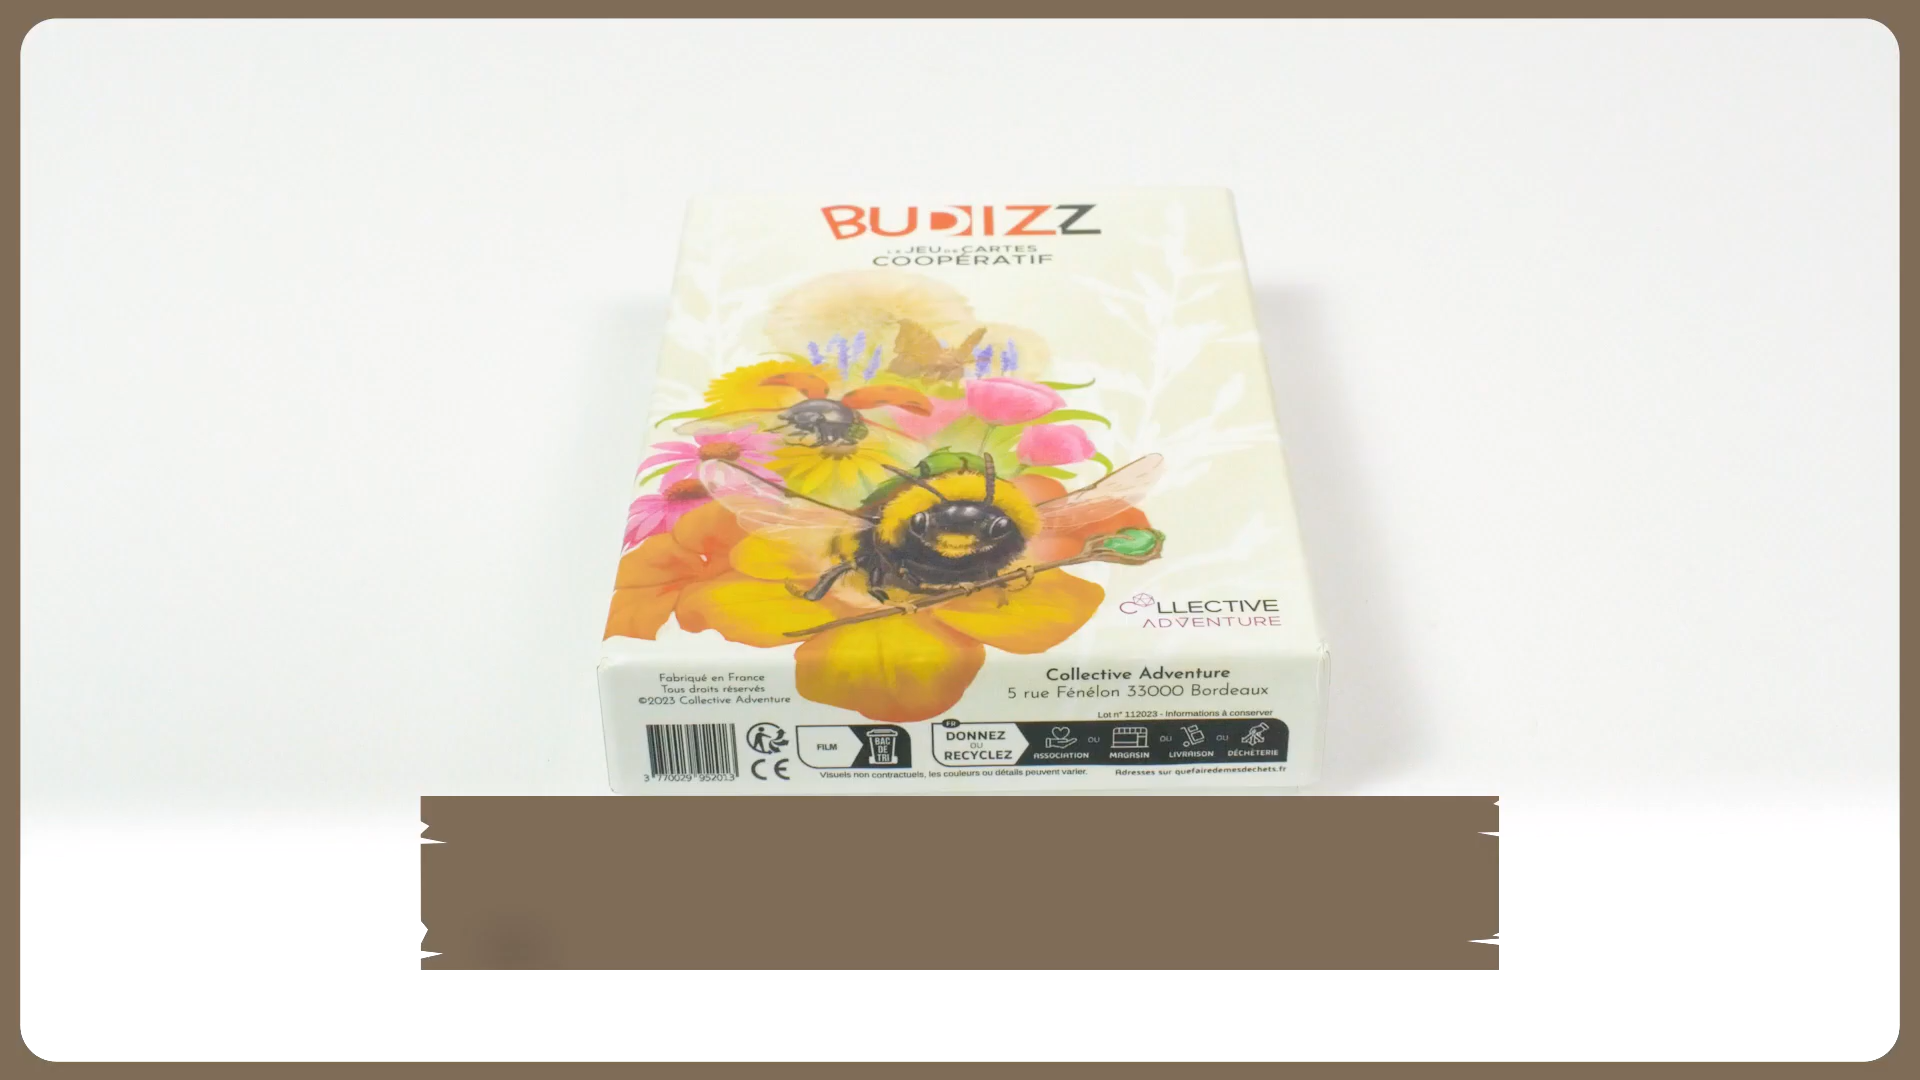 BUDIZZ
LE JEU DE CARTES
COOPÉRATIF
COLLECTIVE
ADVENTURE
Fabriqué en France
Tous droits réservés
©2023 Collective Adventure
Collective Adventure
5 rue Fénélon 33000 Bordeaux
Lot n° 112023 - Informations à conserver
FR
FILM
BAC
DE
TRI
DONNEZ
OU
RECYCLEZ
ASSOCIATION
OU
MAGASIN
OU
LIVRAISON
OU
DÉCHÈTERIE
3 770029 952013
CE
Visuels non contractuels, les couleurs ou détails peuvent varier.
Adresses sur quefairedemesdechets.fr